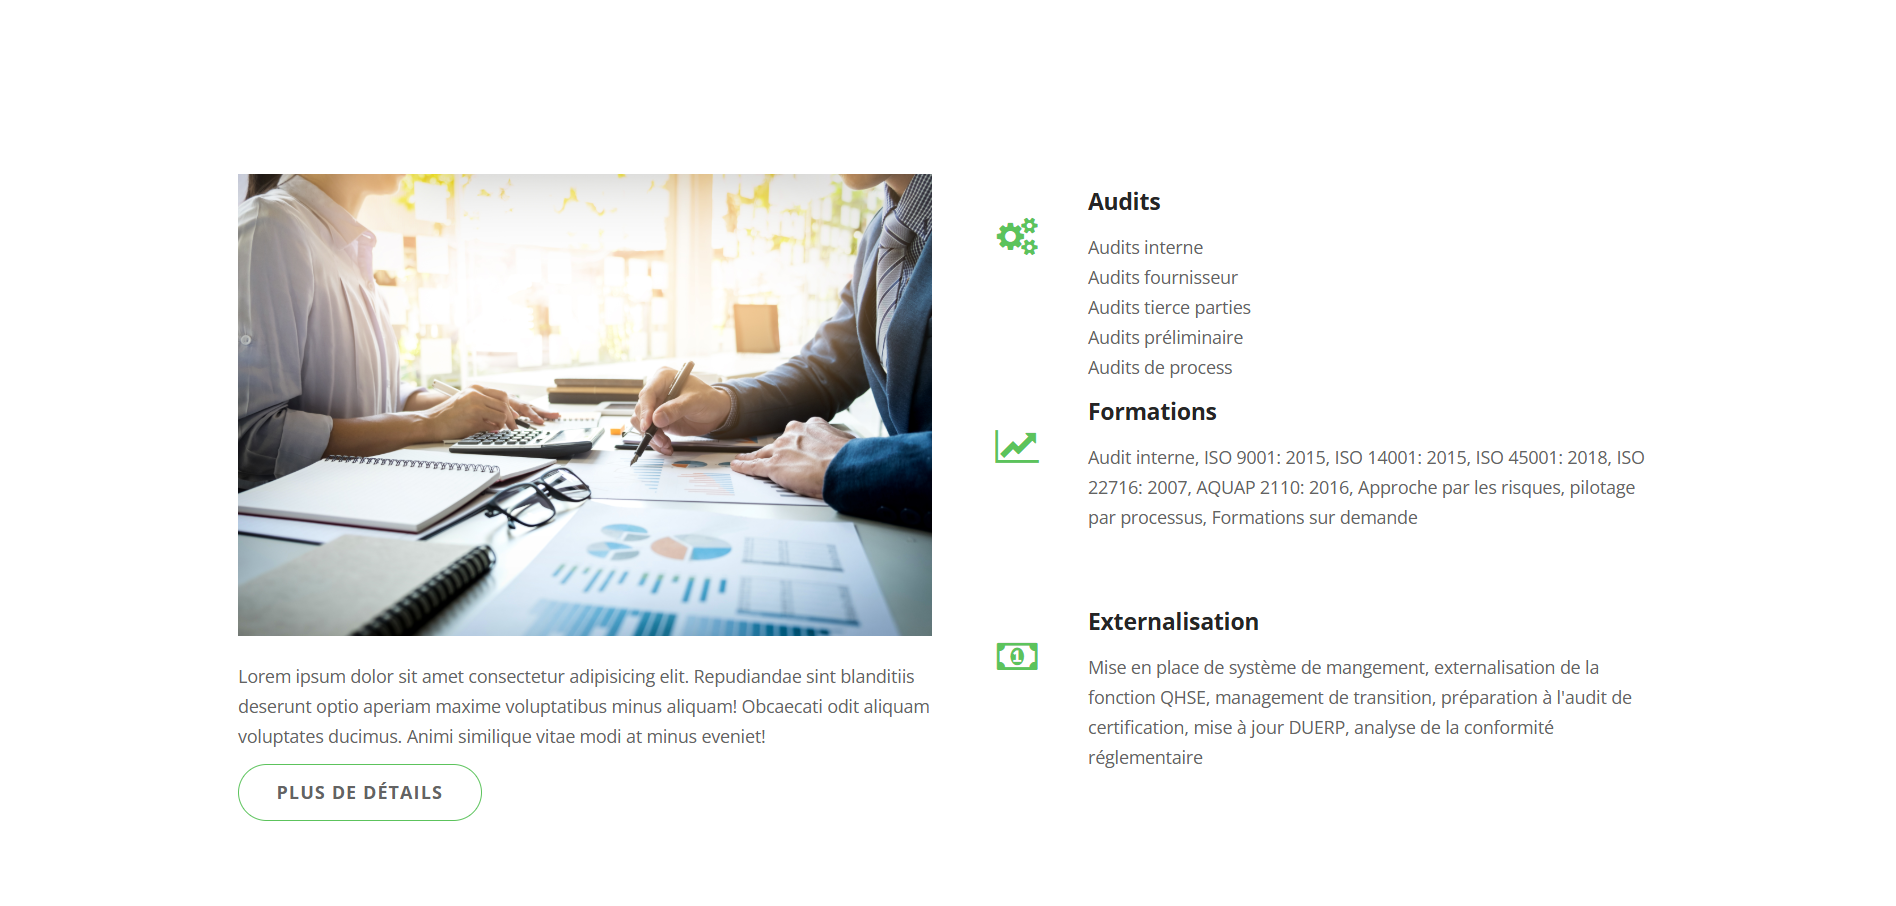 Lorem ipsum dolor sit amet consectetur adipisicing elit. Repudiandae sint blanditiis
deserunt optio aperiam maxime voluptatibus minus aliquam! Obcaecati odit aliquam
voluptates ducimus. Animi similique vitae modi at minus eveniet!
PLUS DE DÉTAILS
Audits
Audits interne
Audits fournisseur
Audits tierce parties
Audits préliminaire
Audits de process
Formations
Audit interne, ISO 9001: 2015, ISO 14001: 2015, ISO 45001: 2018, ISO
22716: 2007, AQUAP 2110: 2016, Approche par les risques, pilotage
par processus, Formations sur demande
1
Externalisation
Mise en place de système de mangement, externalisation de la
fonction QHSE, management de transition, préparation à l'audit de
certification, mise à jour DUERP, analyse de la conformité
réglementaire